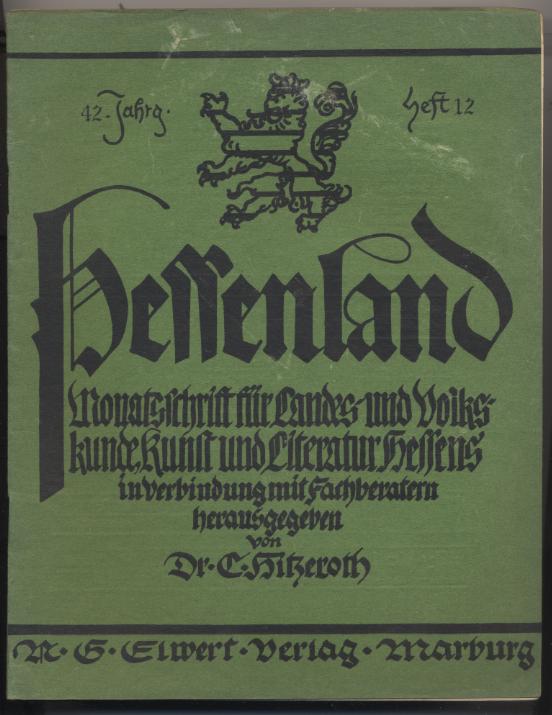 42. Jahrg.
Heft 12
Hessenland
Monatsschrift für Landes- und Volks-
kunde, Kunst und Literatur Hessens
in Verbindung mit Fachberatern
herausgegeben
von
Dr. C. Hitzeroth
N. G. Elwert. Verlag. Marburg